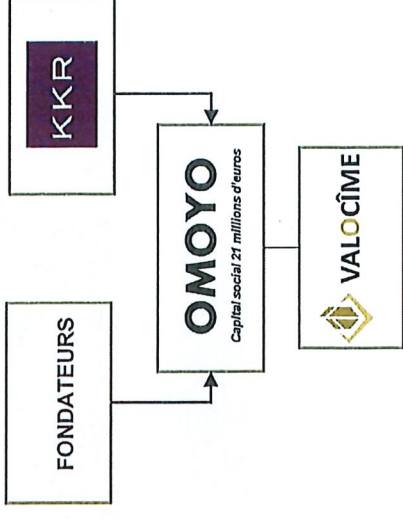 FONDATEURS
KKR
OMOYO
Capital social 21 millions d'euros
VALOCÎME